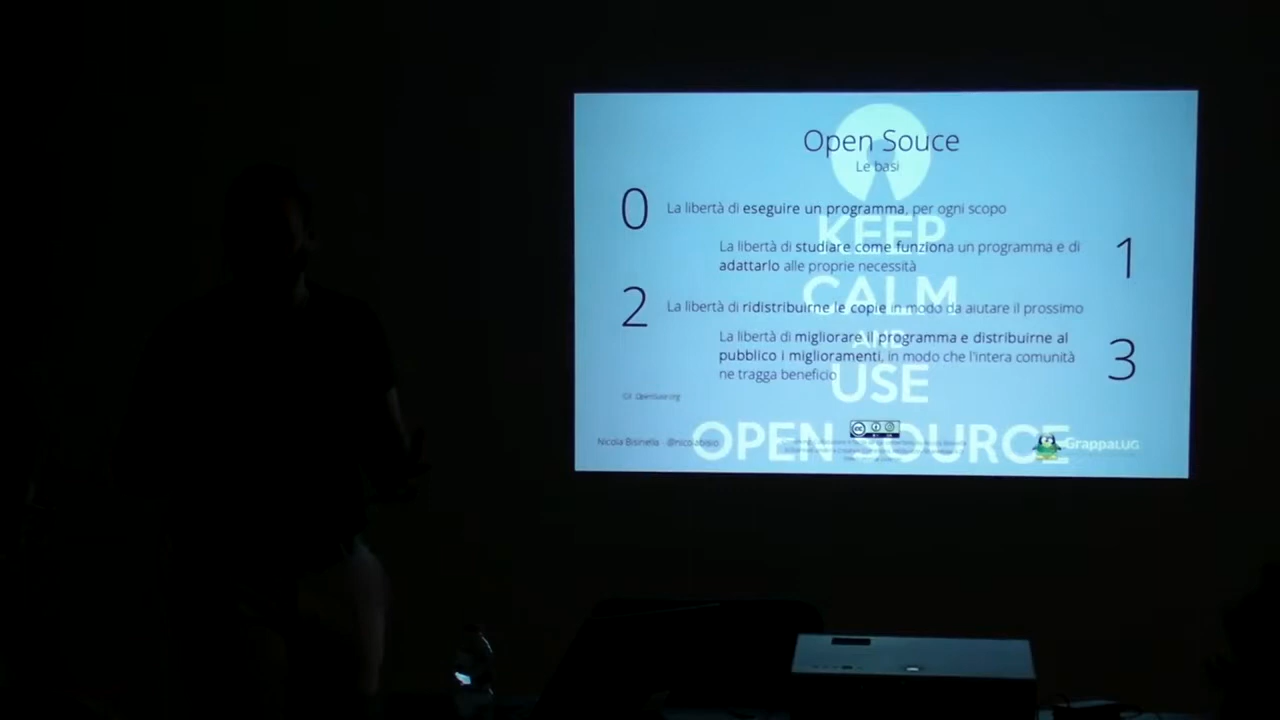 Open Souce
Le basi
0
La libertà di eseguire un programma, per ogni scopo
La libertà di studiare come funziona un programma e di
adattarlo alle proprie necessità
1
2
La libertà di ridistribuirne le copie in modo da aiutare il prossimo
La libertà di migliorare il programma e distribuirne al
pubblico i miglioramenti, in modo che l'intera comunità
ne tragga beneficio
3
KEEP
CALM
AND
USE
OPEN SOURCE
Nicola Bisinella - @nicolabisio
GrappaLUG